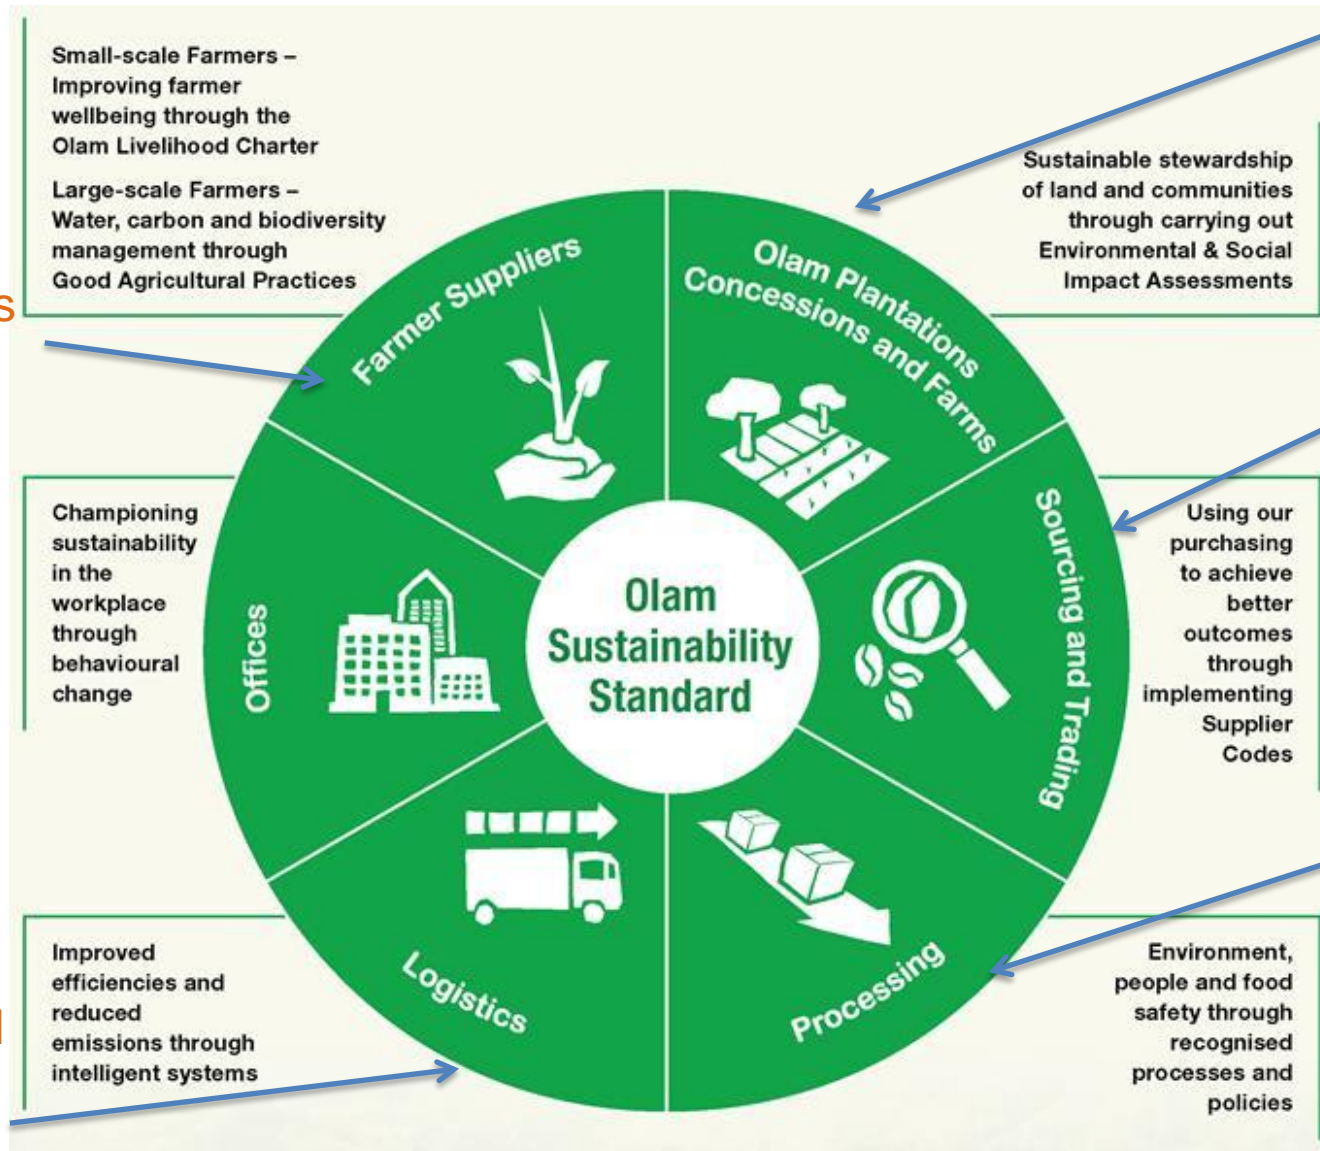 Small-scale Farmers –
Improving farmer
wellbeing through the
Olam Livelihood Charter
Large-scale Farmers –
Water, carbon and biodiversity
management through
Good Agricultural Practices
s
Farmer Suppliers
Olam Plantations
Concessions and Farms
Sustainable stewardship
of land and communities
through carrying out
Environmental & Social
Impact Assessments
Championing
sustainability
in the
workplace
through
behavioural
change
Offices
Olam
Sustainability
Standard
Sourcing and Trading
Using our
purchasing
to achieve
better
outcomes
through
implementing
Supplier
Codes
Improved
efficiencies and
reduced
emissions through
intelligent systems
Logistics
Processing
Environment,
people and food
safety through
recognised
processes and
policies